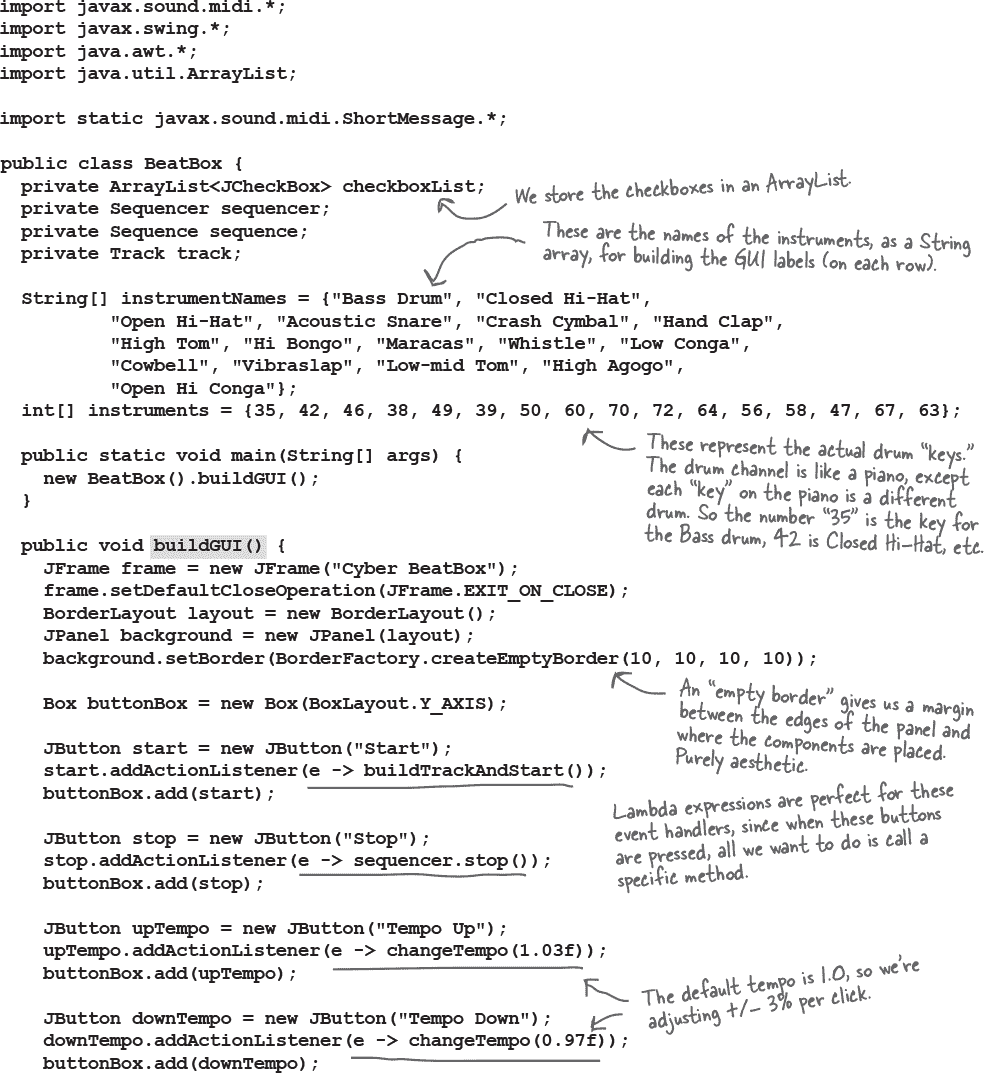 import javax.sound.midi.*;
import javax.swing.*;
import java.awt.*;
import java.util.ArrayList;
import static javax.sound.midi.ShortMessage.*;
public class BeatBox {
private ArrayList<JCheckBox> checkboxList;
We store the checkboxes in an ArrayList.
private Sequencer sequencer;
private Sequence sequence;
private Track track;
These are the names of the instruments, as a String
array, for building the GUI labels (on each row).
String[] instrumentNames = {"Bass Drum", "Closed Hi-Hat",
"Open Hi-Hat", "Acoustic Snare", "Crash Cymbal", "Hand Clap",
"High Tom", "Hi Bongo", "Maracas", "Whistle", "Low Conga",
"Cowbell", "Vibraslap", "Low-mid Tom", "High Agogo",
"Open Hi Conga"};
int[] instruments = {35, 42, 46, 38, 49, 39, 50, 60, 70, 72, 64, 56, 58, 47, 67, 63};
These represent the actual drum “keys.”
The drum channel is like a piano, except
each “key” on the piano is a different
drum. So the number “35” is the key for
the Bass drum, 42 is Closed Hi-Hat, etc.
public static void main(String[] args) {
new BeatBox().buildGUI();
}
public void buildGUI() {
JFrame frame = new JFrame("Cyber BeatBox");
frame.setDefaultCloseOperation(JFrame.EXIT_ON_CLOSE);
BorderLayout layout = new BorderLayout();
JPanel background = new JPanel(layout);
background.setBorder(BorderFactory.createEmptyBorder(10, 10, 10, 10));
An “empty border” gives us a margin
between the edges of the panel and
where the components are placed.
Purely aesthetic.
Box buttonBox = new Box(BoxLayout.Y_AXIS);
JButton start = new JButton("Start");
start.addActionListener(e -> buildTrackAndStart());
buttonBox.add(start);
Lambda expressions are perfect for these
event handlers, since when these buttons
are pressed, all we want to do is call a
specific method.
JButton stop = new JButton("Stop");
stop.addActionListener(e -> sequencer.stop());
buttonBox.add(stop);
JButton upTempo = new JButton("Tempo Up");
upTempo.addActionListener(e -> changeTempo(1.03f));
buttonBox.add(upTempo);
The default tempo is 1.0, so we’re
adjusting +/- 3% per click.
JButton downTempo = new JButton("Tempo Down");
downTempo.addActionListener(e -> changeTempo(0.97f));
buttonBox.add(downTempo);